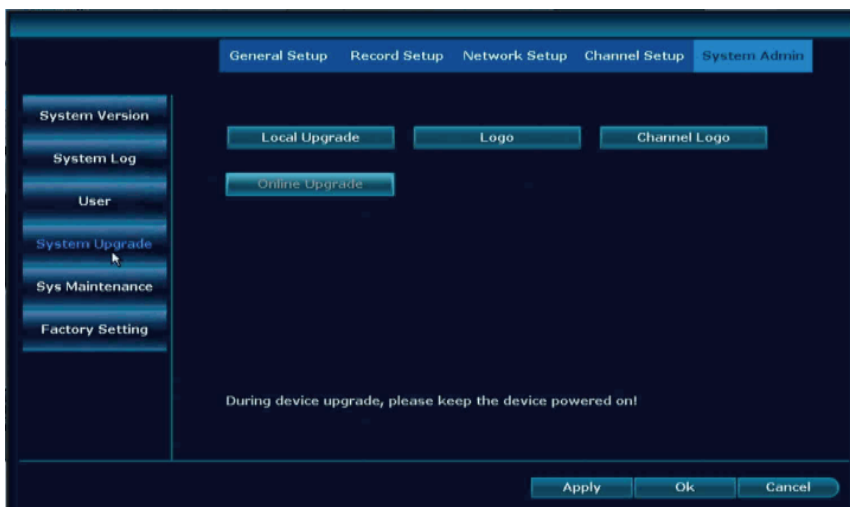 General Setup Record Setup Network Setup Channel Setup System Admin
System Version
System Log
User
System Upgrade
Sys Maintenance
Factory Setting
Local Upgrade Logo Channel Logo
Online Upgrade
During device upgrade, please keep the device powered on!
Apply Ok Cancel